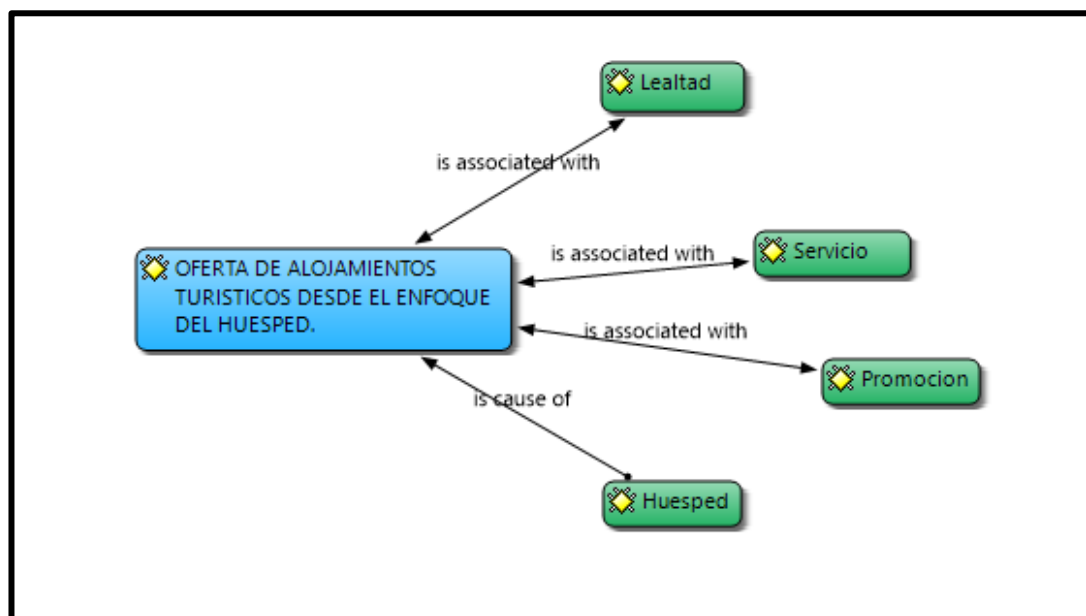 Lealtad
is associated with
OFERTA DE ALOJAMIENTOS
TURISTICOS DESDE EL ENFOQUE
DEL HUESPED.
is associated with
Servicio
is associated with
Promocion
is cause of
Huesped